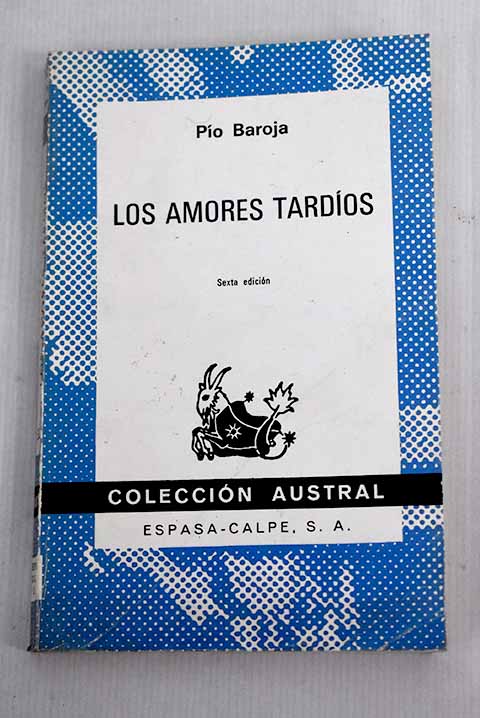 Pío Baroja
LOS AMORES TARDÍOS
Sexta edición
COLECCIÓN AUSTRAL
ESPASA-CALPE, S. A.